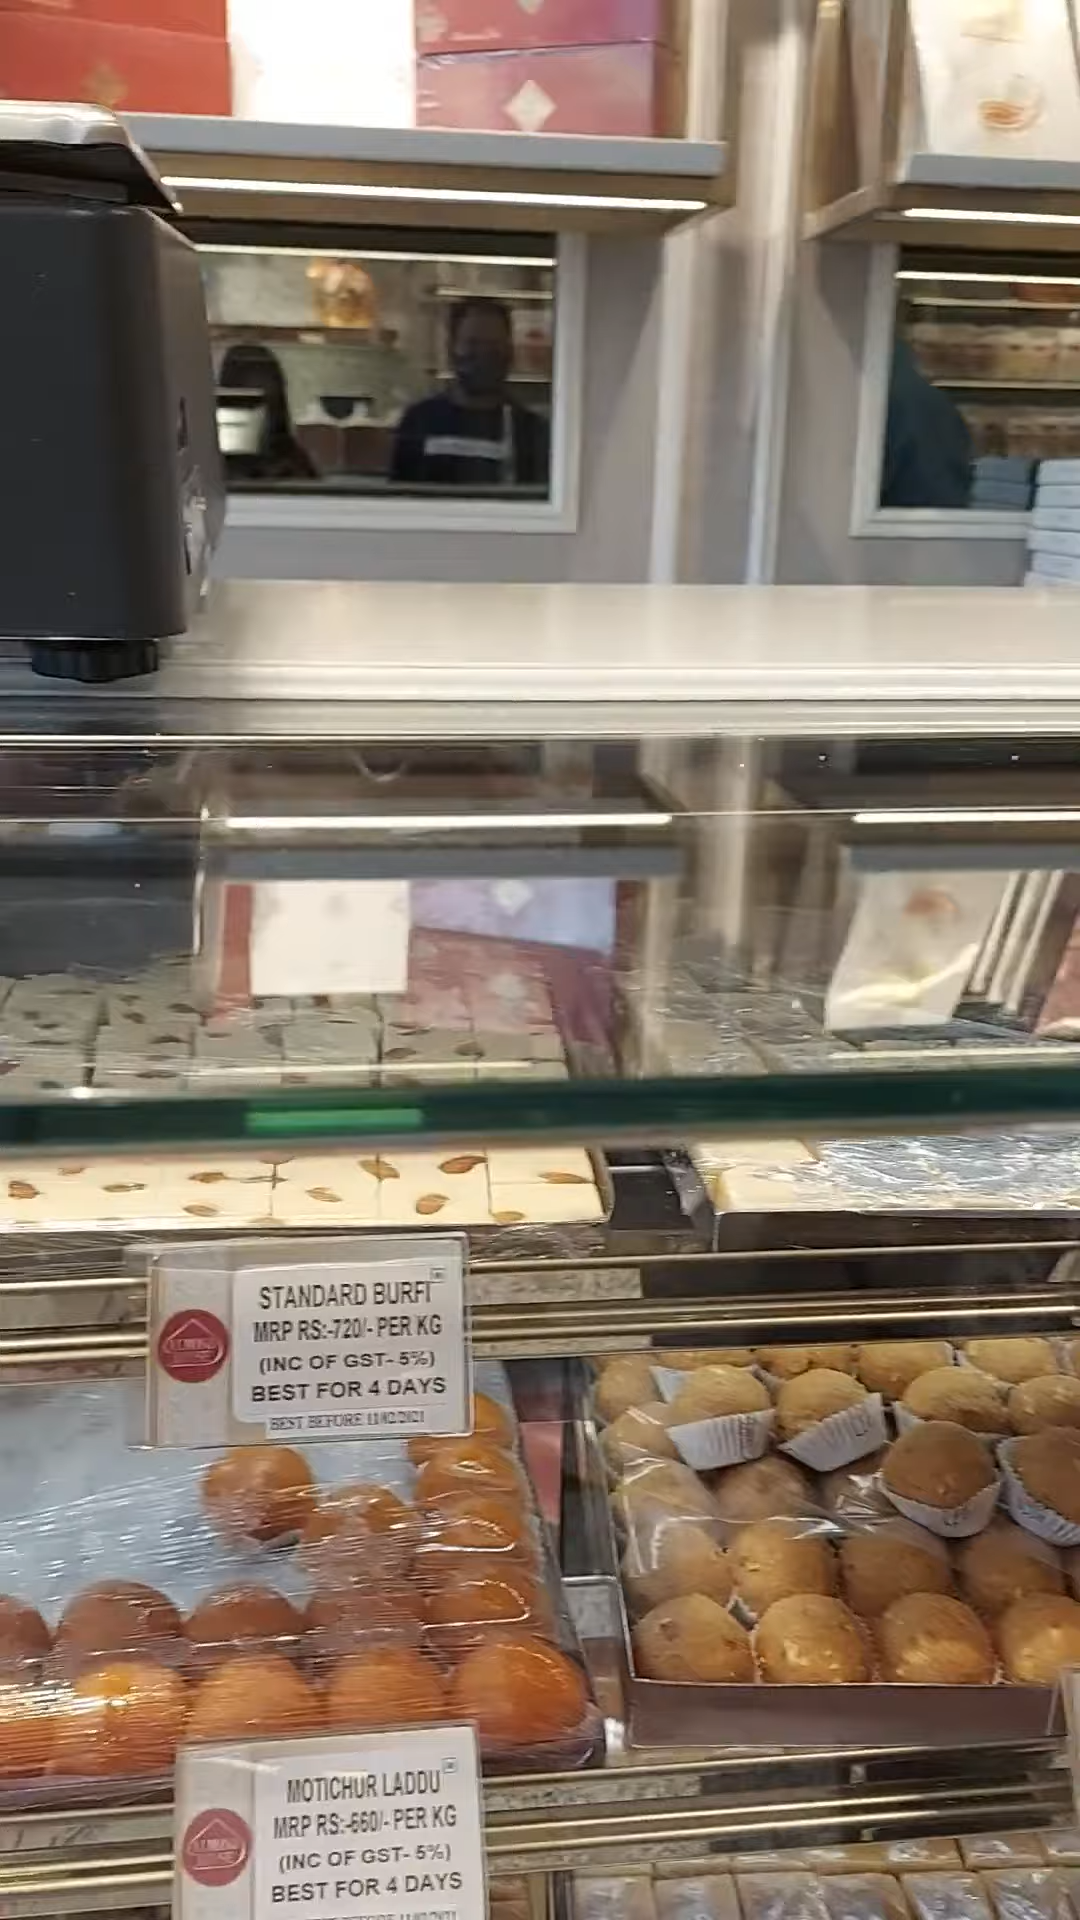 STANDARD BURFI
MRP RS:-720/- PER KG
(INC OF GST- 5%)
BEST FOR 4 DAYS
BEST BEFORE 11/02/2021
MOTICHUR LADDU
MRP RS:-660/- PER KG
(INC OF GST- 5%)
BEST FOR 4 DAYS